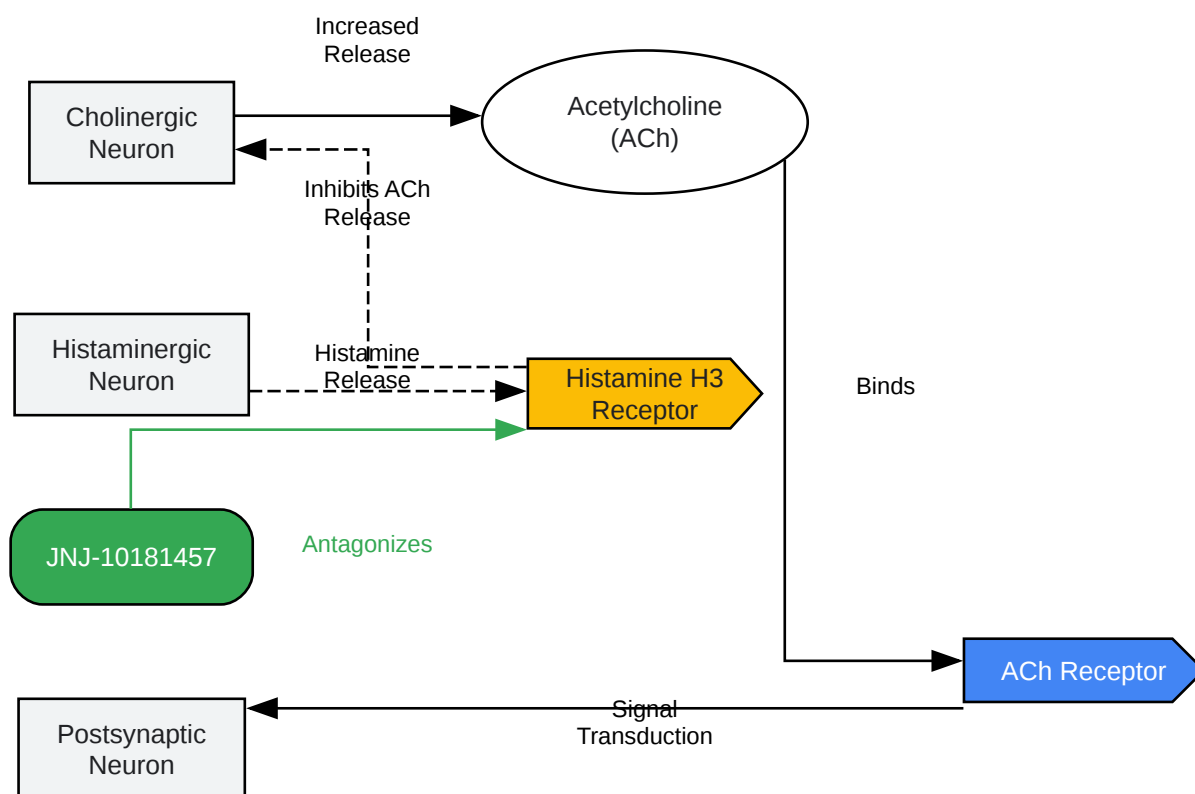 Increased
Release
Cholinergic
Neuron
Acetylcholine
(ACh)
Inhibits ACh
Release
Histaminergic
Neuron
Histamine
Release
Histamine H3
Receptor
Binds
JNJ-10181457
Antagonizes
ACh Receptor
Signal
Transduction
Postsynaptic
Neuron